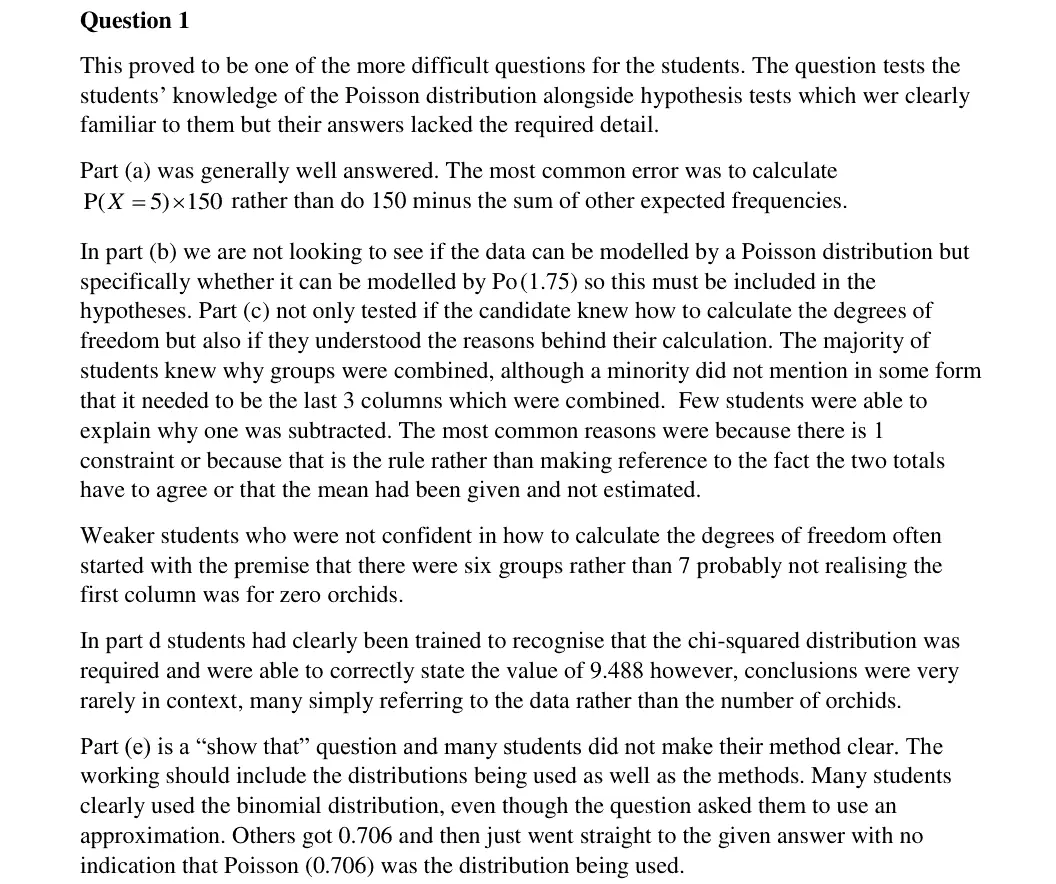 Question 1
This proved to be one of the more difficult questions for the students. The question tests the
students' knowledge of the Poisson distribution alongside hypothesis tests which wer clearly
familiar to them but their answers lacked the required detail.
Part (a) was generally well answered. The most common error was to calculate
P(X = 5)×150 rather than do 150 minus the sum of other expected frequencies.
In part (b) we are not looking to see if the data can be modelled by a Poisson distribution but
specifically whether it can be modelled by Po(1.75) so this must be included in the
hypotheses. Part (c) not only tested if the candidate knew how to calculate the degrees of
freedom but also if they understood the reasons behind their calculation. The majority of
students knew why groups were combined, although a minority did not mention in some form
that it needed to be the last 3 columns which were combined.  Few students were able to
explain why one was subtracted. The most common reasons were because there is 1
constraint or because that is the rule rather than making reference to the fact the two totals
have to agree or that the mean had been given and not estimated.
Weaker students who were not confident in how to calculate the degrees of freedom often
started with the premise that there were six groups rather than 7 probably not realising the
first column was for zero orchids.
In part d students had clearly been trained to recognise that the chi-squared distribution was
required and were able to correctly state the value of 9.488 however, conclusions were very
rarely in context, many simply referring to the data rather than the number of orchids.
Part (e) is a “show that” question and many students did not make their method clear. The
working should include the distributions being used as well as the methods. Many students
clearly used the binomial distribution, even though the question asked them to use an
approximation. Others got 0.706 and then just went straight to the given answer with no
indication that Poisson (0.706) was the distribution being used.